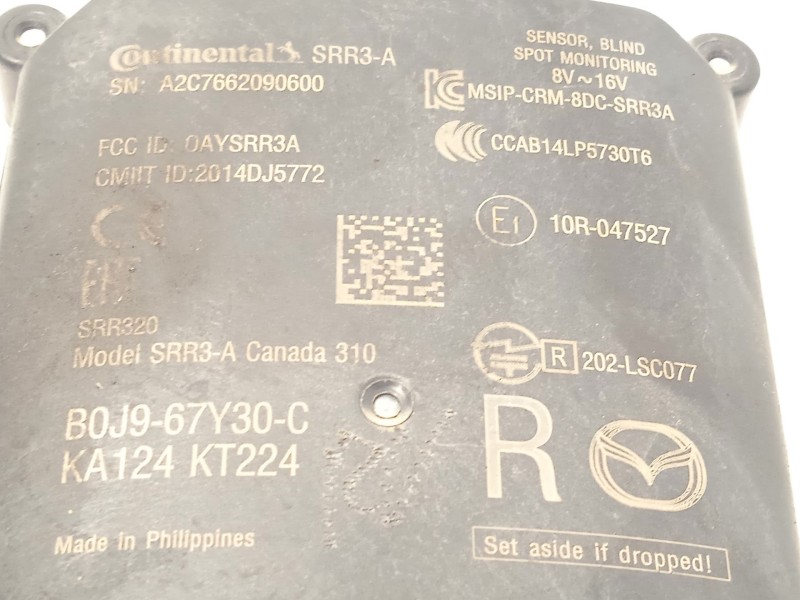 Continental SRR3-A
SN: A2C7662090600
SENSOR, BLIND
SPOT MONITORING
8V~16V
MSIP-CRM-8DC-SRR3A
FCC ID: OAYSRR3A
CMIIT ID:2014DJ5772
CCAB14LP5730T6
E1 10R-047527
EAC
SRR320
Model SRR3-A Canada 310
R 202-LSC077
B0J9-67Y30-C
KA124 KT224
R
Made in Philippines
Set aside if dropped!